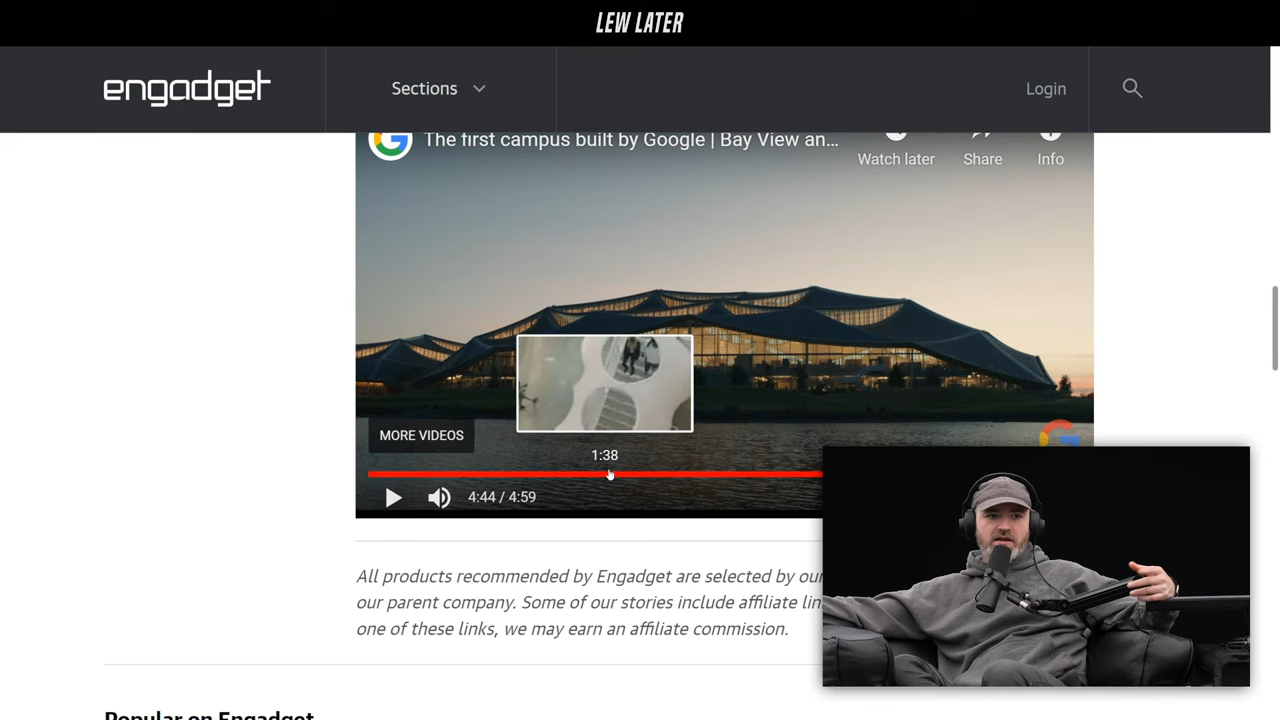 LEW LATER
engadget
Sections
Login
The first campus built by Google | Bay View an...
Watch later
Share
Info
MORE VIDEOS
1:38
4:44 / 4:59
All products recommended by Engadget are selected by our
our parent company. Some of our stories include affiliate
one of these links, we may earn an affiliate commission.
Popular on Engadget